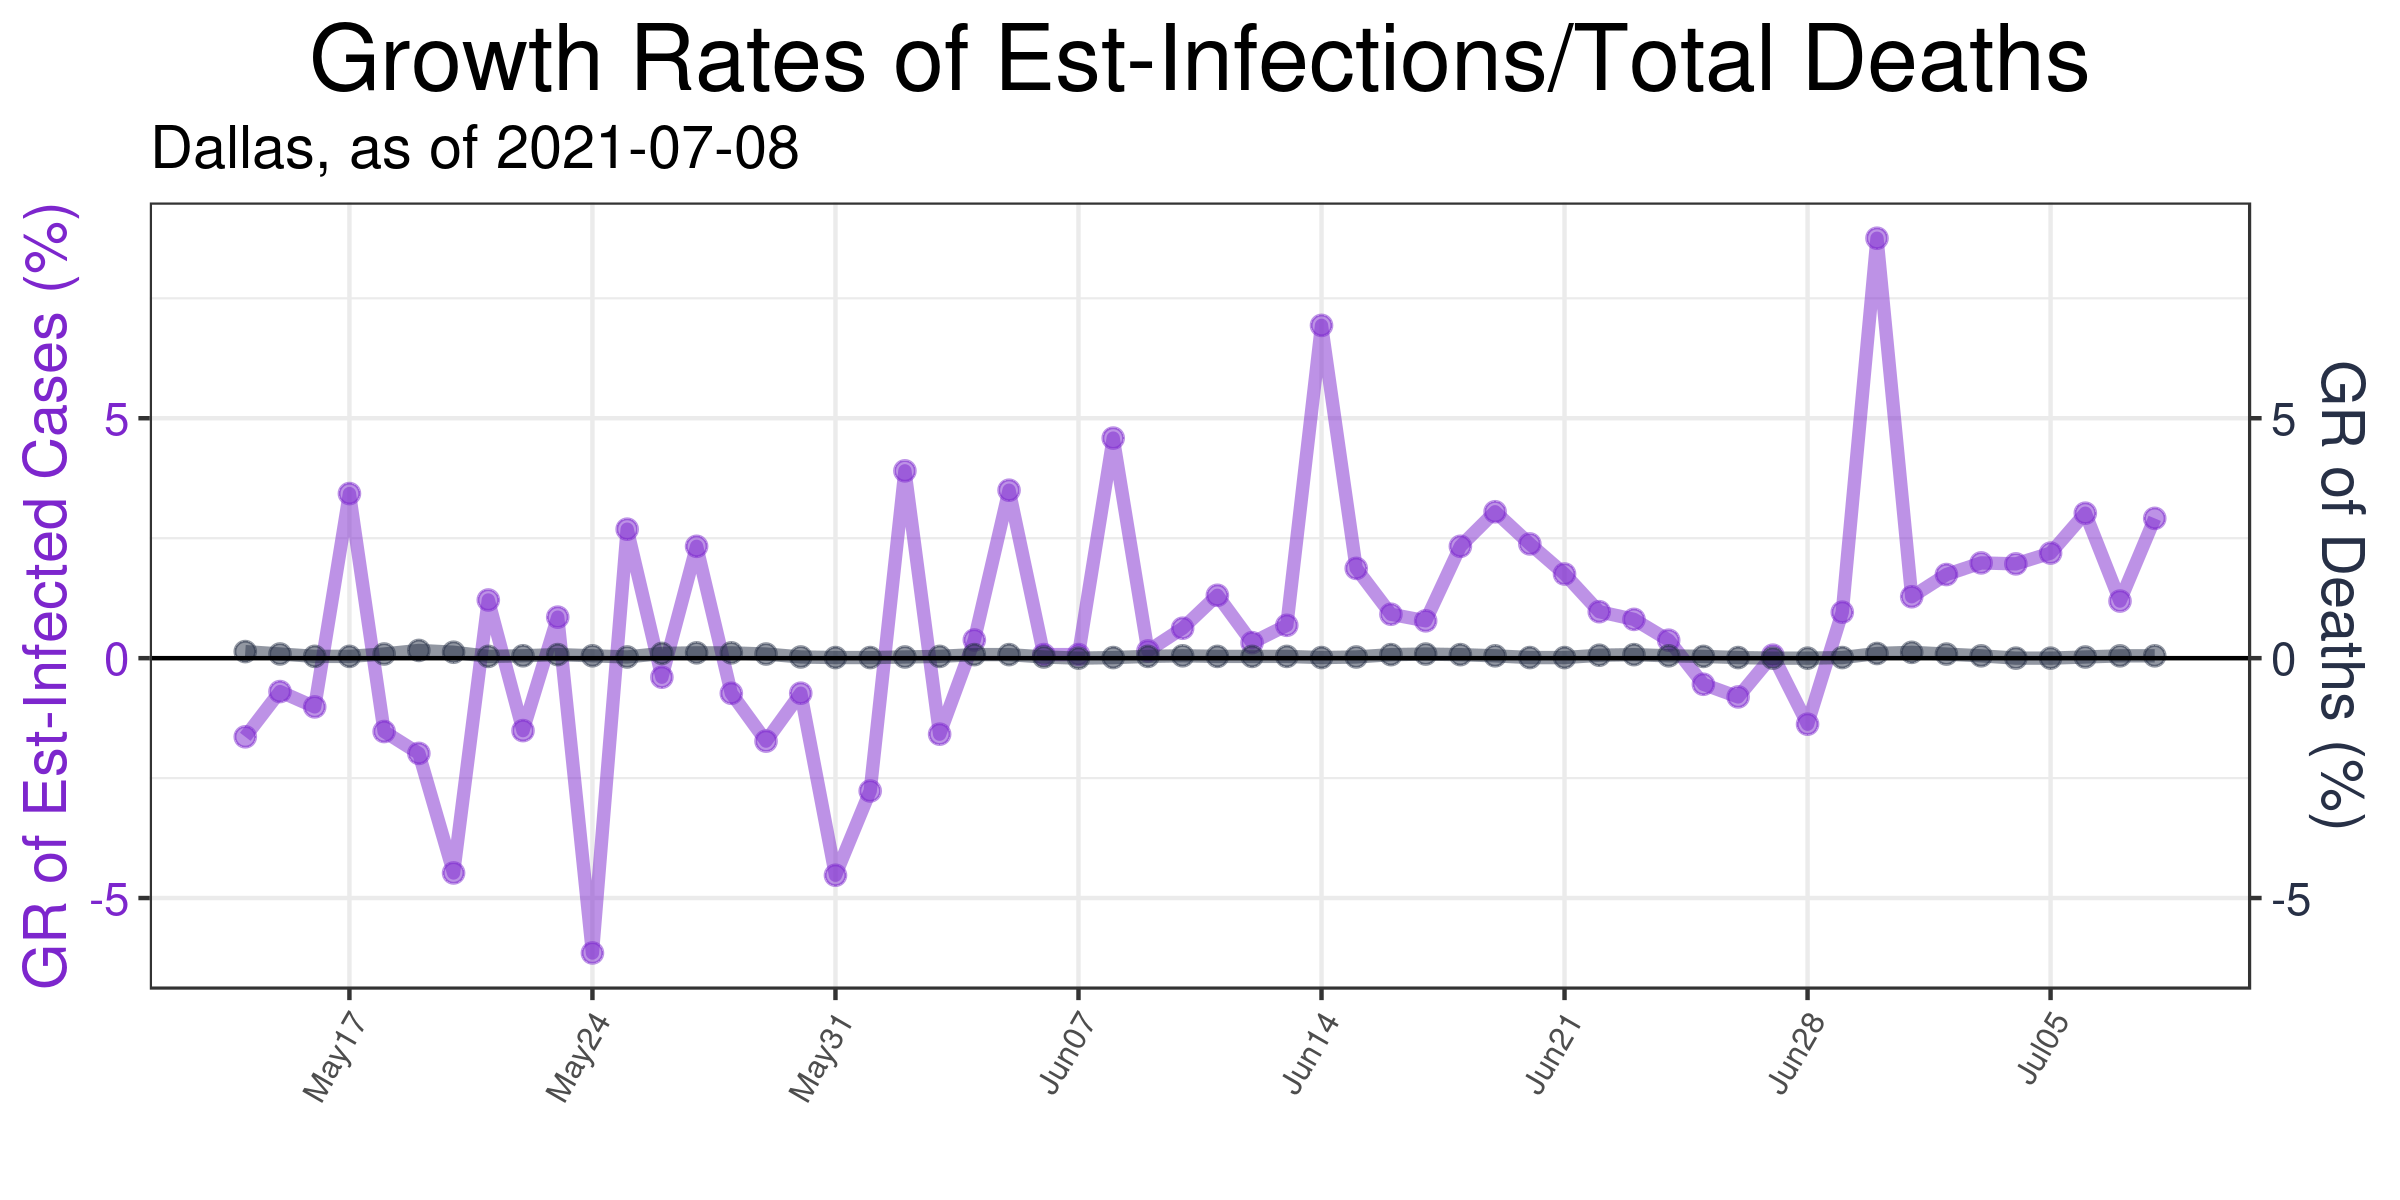 Growth Rates of Est-Infections/Total Deaths
Dallas, as of 2021-07-08
GR of Est-Infected Cases (%)
5
0
-5
5
0
-5
GR of Deaths (%)
May17
May24
May31
Jun07
Jun14
Jun21
Jun28
Jul05